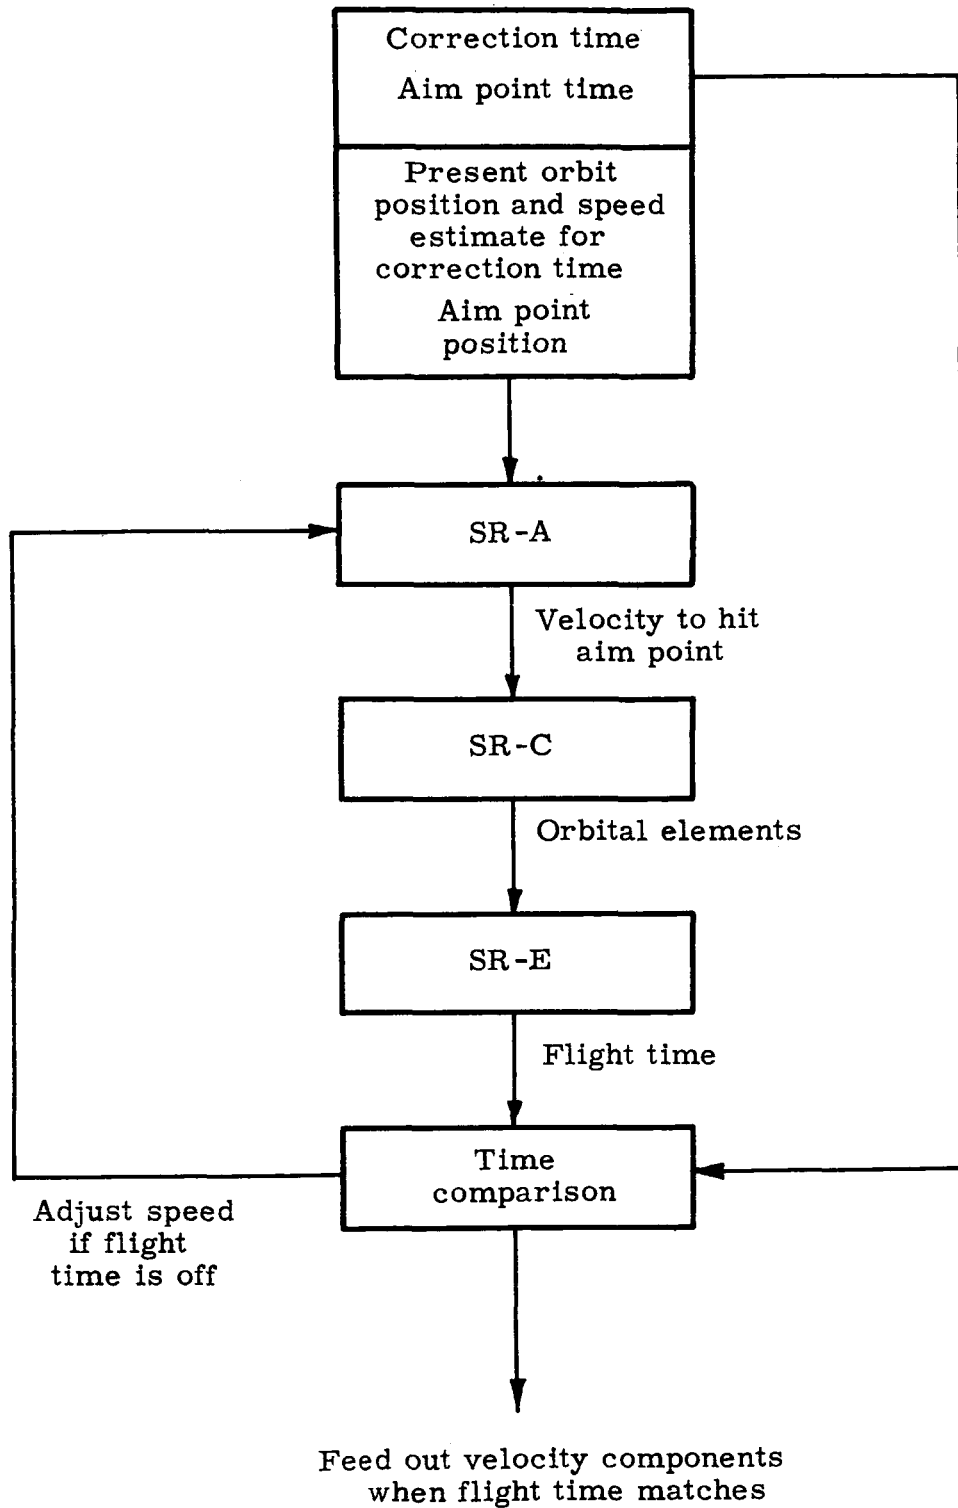 Correction time
Aim point time
Present orbit
position and speed
estimate for
correction time
Aim point
position
SR-A
Velocity to hit
aim point
SR-C
Orbital elements
SR-E
Flight time
Time
comparison
Adjust speed
if flight
time is off
Feed out velocity components
when flight time matches